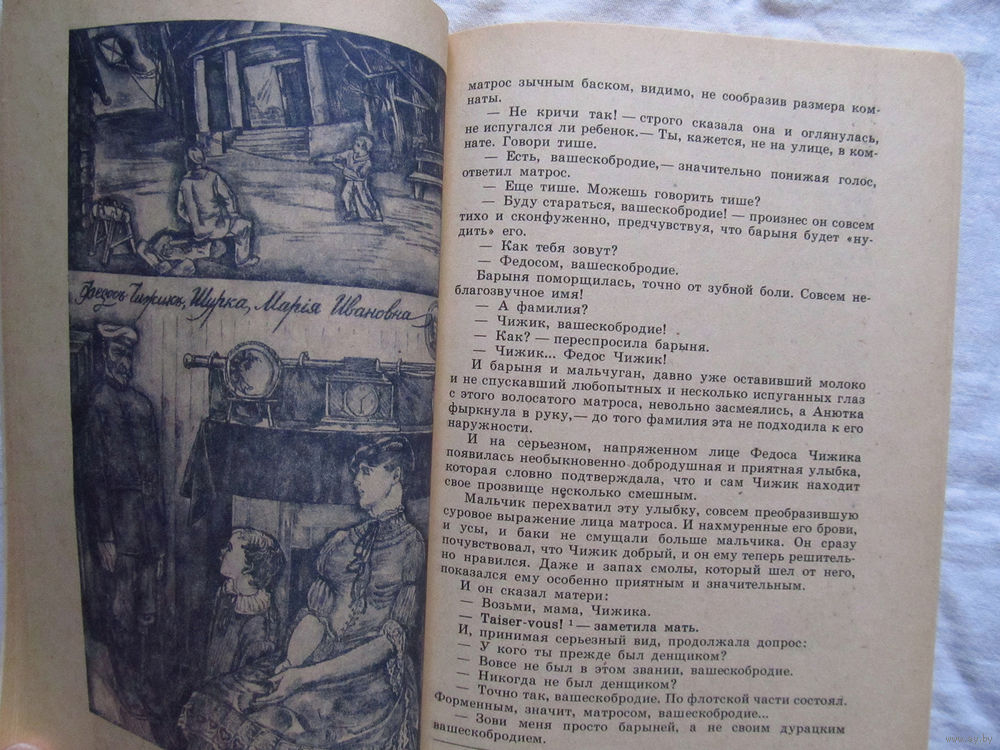 Федосъ Чижикъ, Шурка, Марія Ивановна
матрос зычным баском, видимо, не сообразив размера ком-
наты.
— Не кричи так! — строго сказала она и оглянулась,
не испугался ли ребенок.— Ты, кажется, не на улице, в ком-
нате. Говори тише.
— Есть, вашескобродие,— значительно понижая голос,
ответил матрос.
— Еще тише. Можешь говорить тише?
— Буду стараться, вашескобродие! — произнес он совсем
тихо и сконфуженно, предчувствуя, что барыня будет «ну-
дить» его.
— Как тебя зовут?
— Федосом, вашескобродие.
Барыня поморщилась, точно от зубной боли. Совсем не-
благозвучное имя!
— А фамилия?
— Чижик, вашескобродие!
— Как? — переспросила барыня.
— Чижик... Федос Чижик!
И барыня и мальчуган, давно уже оставивший молоко
и не спускавший любопытных и несколько испуганных глаз
с этого волосатого матроса, невольно засмеялись, а Анютка
фыркнула в руку,— до того фамилия эта не подходила к его
наружности.
И на серьезном, напряженном лице Федоса Чижика
появилась необыкновенно добродушная и приятная улыбка,
которая словно подтверждала, что и сам Чижик находит
свое прозвище несколько смешным.
Мальчик перехватил эту улыбку, совсем преобразившую
суровое выражение лица матроса. И нахмуренные его брови,
и усы, и баки не смущали больше мальчика. Он сразу
почувствовал, что Чижик добрый, и он ему теперь решитель-
но нравился. Даже и запах смолы, который шел от него,
показался ему особенно приятным и значительным.
И он сказал матери:
— Возьми, мама, Чижика.
— Taiser-vous! ¹ — заметила мать.
И, принимая серьезный вид, продолжала допрос:
— У кого ты прежде был денщиком?
— Вовсе не был в этом звании, вашескобродие.
— Никогда не был денщиком?
— Точно так, вашескобродие. По флотской части состоял.
Форменным, значит, матросом, вашескобродие...
— Зови меня просто барыней, а не своим дурацким
вашескобродием.